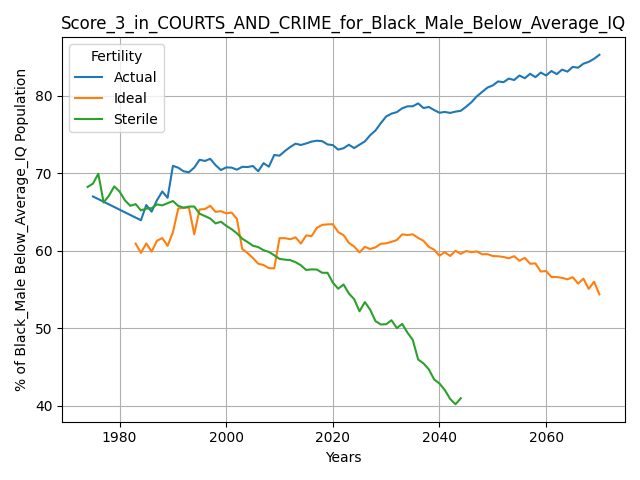 Score_3_in_COURTS_AND_CRIME_for_Black_Male_Below_Average_IQ
% of Black_Male Below_Average_IQ Population
Fertility
Actual
Ideal
Sterile
80
70
60
50
40
1980
2000
2020
2040
2060
Years